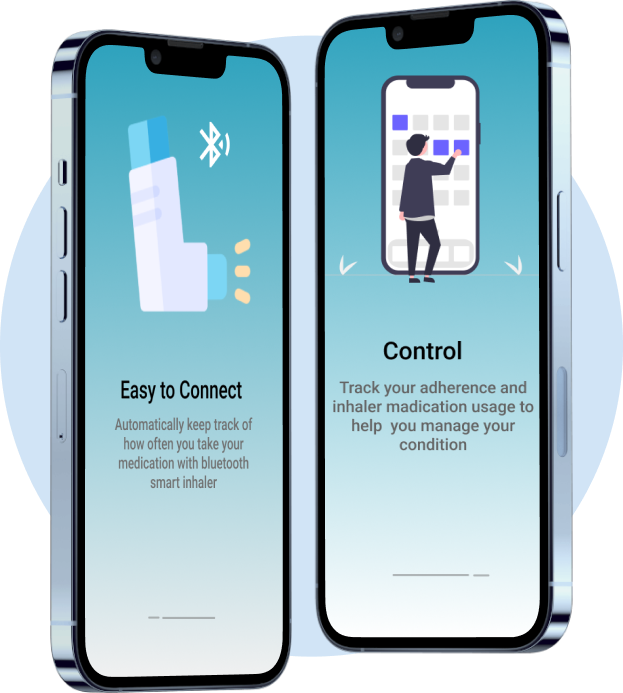 Easy to Connect
Automatically keep track of
how often you take your
medication with bluetooth
smart inhaler
Control
Track your adherence and
inhaler madication usage to
help you manage your
condition